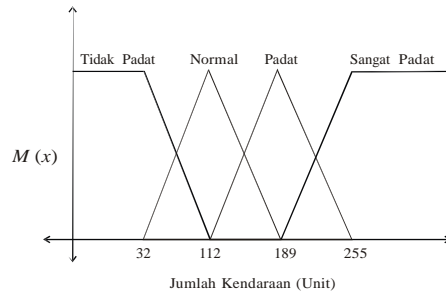 Tidak Padat Normal Padat Sangat Padat
M (x)
32 112 189 255
Jumlah Kendaraan (Unit)